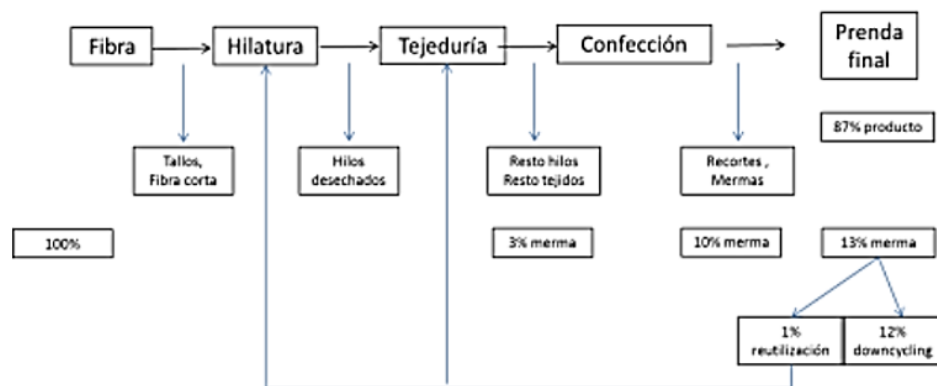 Fibra
Hilatura
Tejeduría
Confección
Prenda
final
87% producto
Tallos,
Fibra corta
Hilos
desechados
Resto hilos
Resto tejidos
Recortes ,
Mermas
100%
3% merma
10% merma
13% merma
1%
reutilización
12%
downcycling